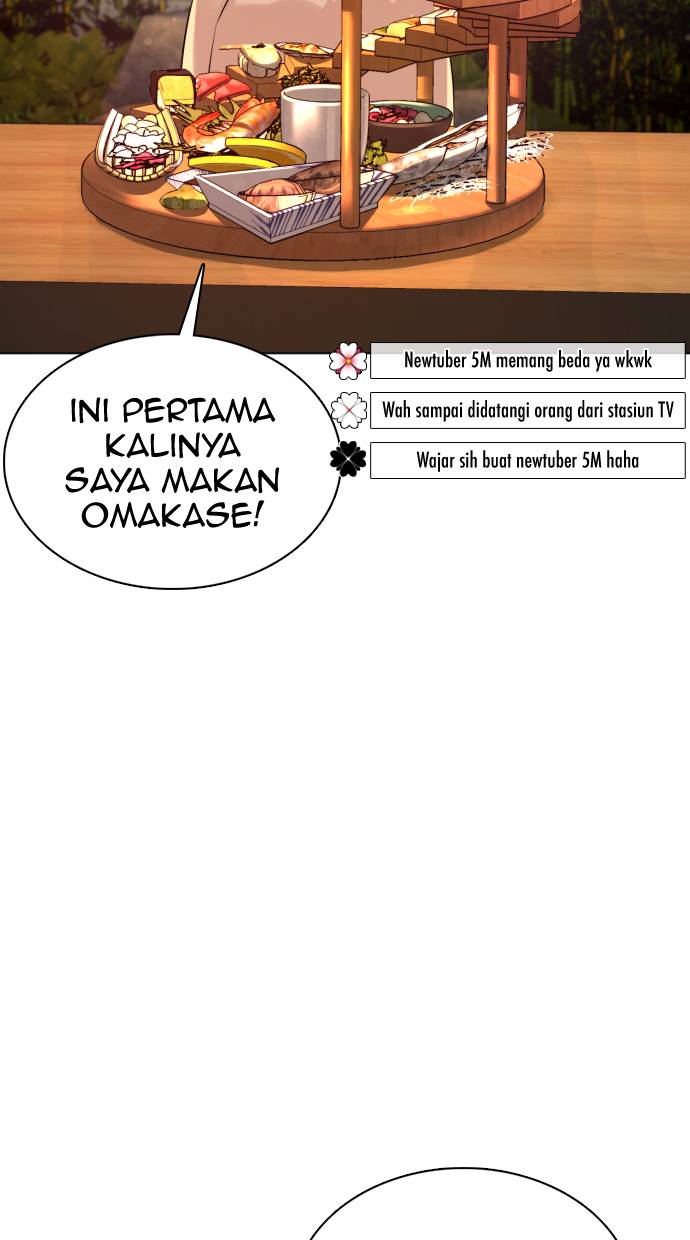 Newtuber 5M memang beda ya wkwk
Wah sampai didatangi orang dari stasiun TV
Wajar sih buat newtuber 5M haha
INI PERTAMA
KALINYA
SAYA MAKAN
OMAKASE!